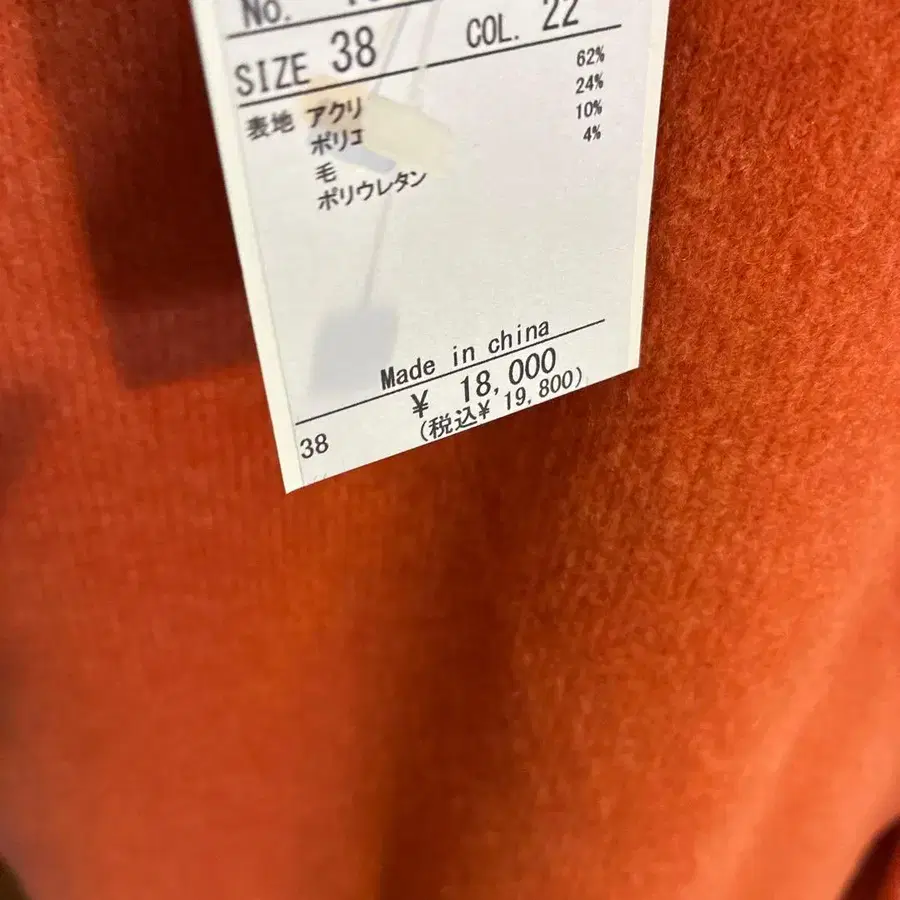 No.
SIZE 38 COL. 22
表地 アクリ 62%
ポリエ 24%
毛 10%
ポリウレタン 4%
Made in china
¥ 18,000
38 (税込¥ 19,800)